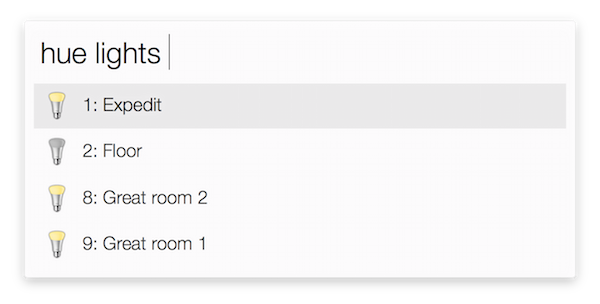 hue lights
1: Expedit
2: Floor
8: Great room 2
9: Great room 1